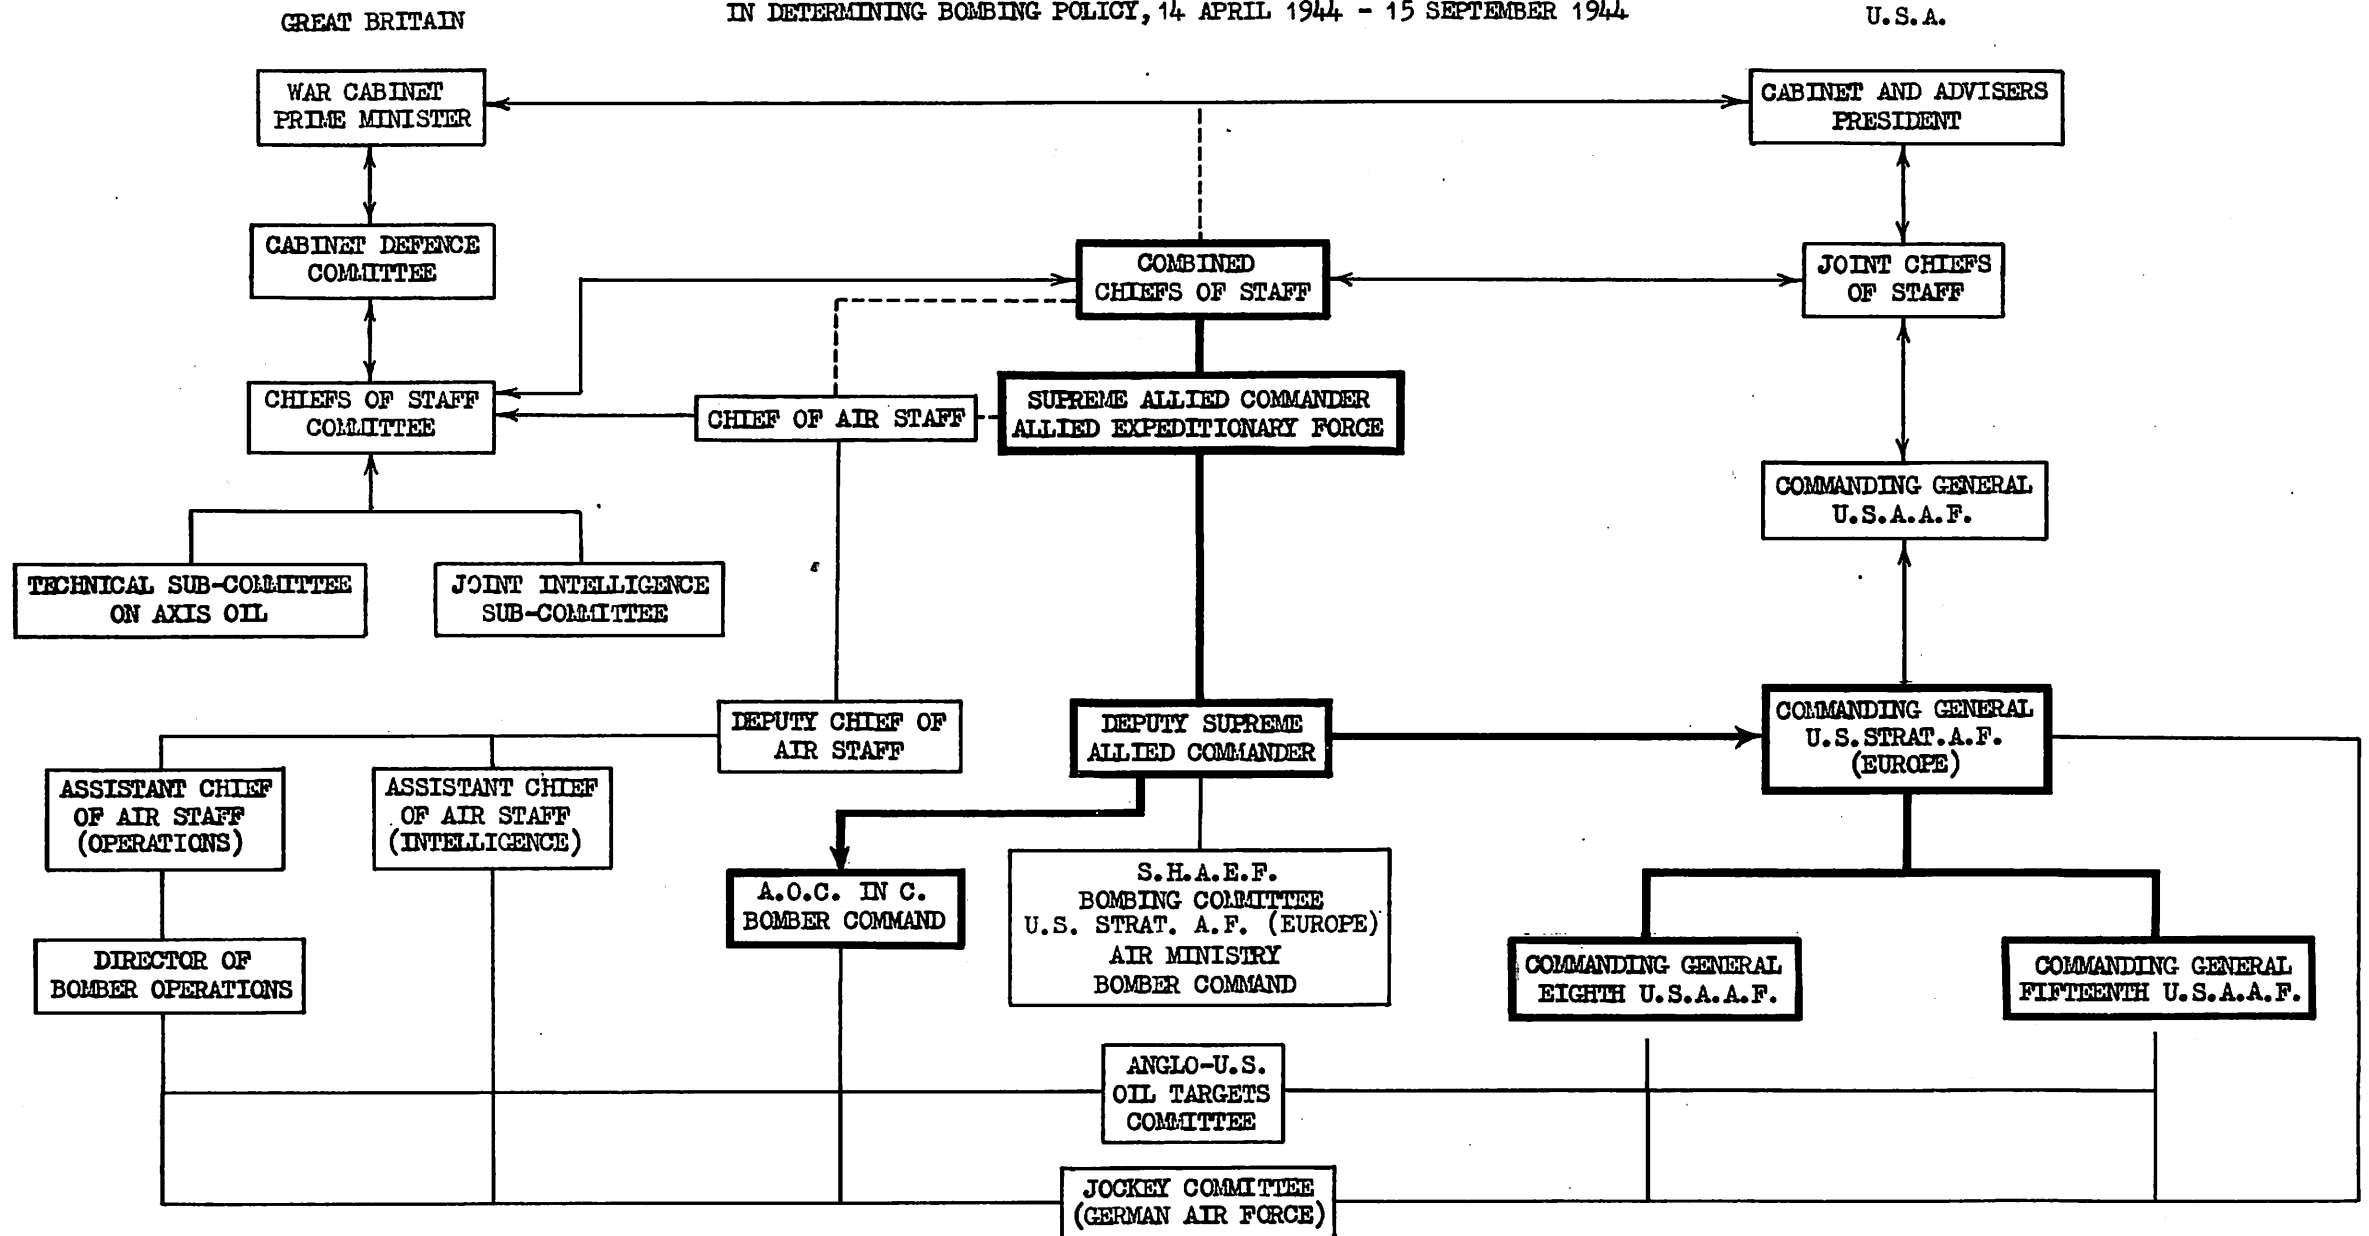 GREAT BRITAIN
IN DETERMINING BOMBING POLICY, 14 APRIL 1944 - 15 SEPTEMBER 1944
U.S.A.
WAR CABINET
PRIME MINISTER
CABINET AND ADVISERS
PRESIDENT
CABINET DEFENCE
COMMITTEE
COMBINED
CHIEFS OF STAFF
JOINT CHIEFS
OF STAFF
CHIEFS OF STAFF
COMMITTEE
CHIEF OF AIR STAFF
SUPREME ALLIED COMMANDER
ALLIED EXPEDITIONARY FORCE
COMMANDING GENERAL
U.S.A.A.F.
TECHNICAL SUB-COMMITTEE
ON AXIS OIL
JOINT INTELLIGENCE
SUB-COMMITTEE
DEPUTY CHIEF OF
AIR STAFF
DEPUTY SUPREME
ALLIED COMMANDER
COMMANDING GENERAL
U.S.STRAT.A.F.
(EUROPE)
ASSISTANT CHIEF
OF AIR STAFF
(OPERATIONS)
ASSISTANT CHIEF
OF AIR STAFF
(INTELLIGENCE)
A.O.C. IN C.
BOMBER COMMAND
S.H.A.E.F.
BOMBING COMMITTEE
U.S. STRAT. A.F. (EUROPE)
AIR MINISTRY
BOMBER COMMAND
DIRECTOR OF
BOMBER OPERATIONS
COMMANDING GENERAL
EIGHTH U.S.A.A.F.
COMMANDING GENERAL
FIFTEENTH U.S.A.A.F.
ANGLO-U.S.
OIL TARGETS
COMMITTEE
JOCKEY COMMITTEE
(GERMAN AIR FORCE)